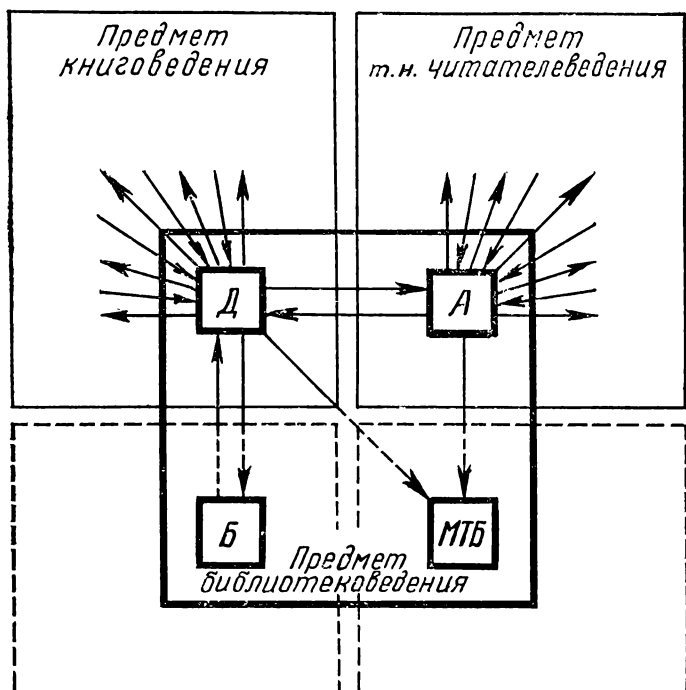 Предмет
книговедения
Предмет
т.н. читателеведения
Д
А
Б
МТБ
Предмет
библиотековедения